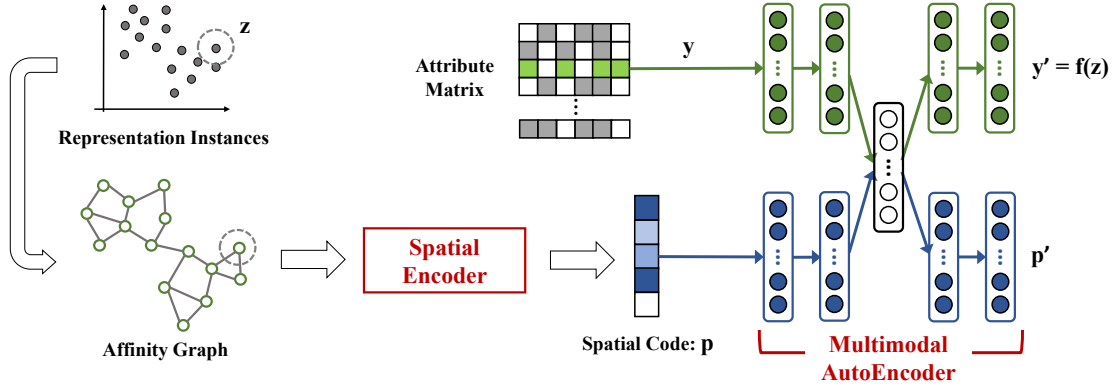 z
Representation Instances
Attribute
Matrix
y
y' = f(z)
Affinity Graph
Spatial
Encoder
Spatial Code: p
p'
Multimodal
AutoEncoder